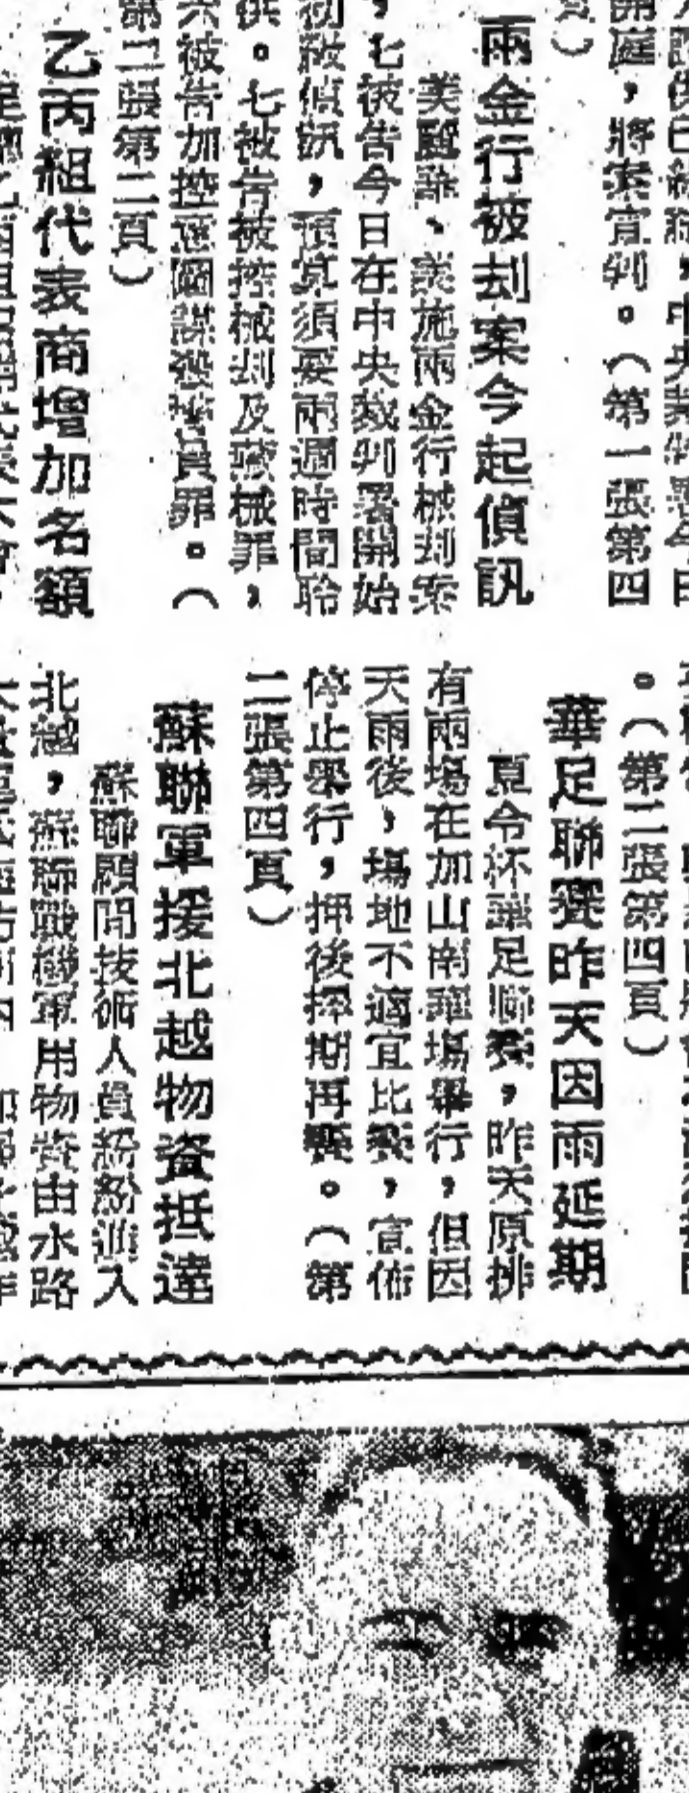 開庭，將案宣判。（第一張第四
頁）
兩金行被刦案今起偵訊
美施兩金行械刦案
，七被告今日在中央裁判署開始
初級偵訊，預算須要兩週時間聆
供。七被告被控械刦及藏械罪，
六被告加控意圖謀殺警員罪。（
第二張第二頁）
乙丙組代表商增加名額
。（第二張第四頁）
華足聯賽昨天因雨延期
夏令杯華足聯賽，昨天原排
有兩場在加山南華場舉行，但因
天雨後，場地不適宜比賽，宣佈
停止舉行，押後擇期再賽。（第
二張第四頁）
蘇聯軍援北越物資抵達
蘇聯顧問技術人員紛紛進入
北越，蘇聯戰機軍用物資由水路